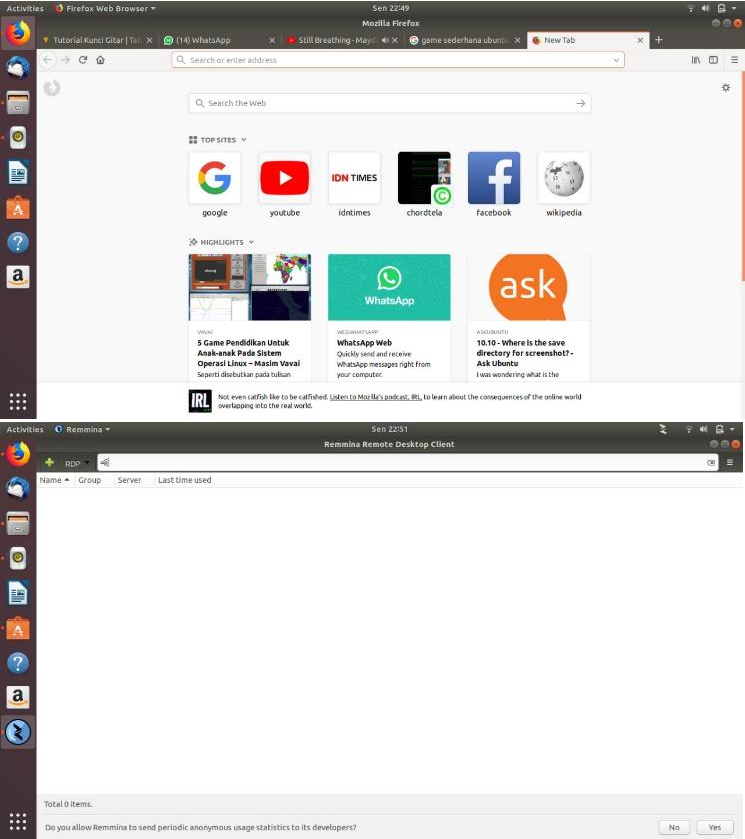 Activities Firefox Web Browser Sen 22:49
Mozilla Firefox
Tutorial Kunci Gitar | Tal (14) WhatsApp Still Breathing - Mayd game sederhana ubuntu New Tab
Search or enter address
Search the Web
TOP SITES
IDN TIMES
google youtube idntimes chordtela facebook wikipedia
HIGHLIGHTS
WhatsApp ask
VAVAI WEB.WHATSAPP ASKUBUNTU
5 Game Pendidikan Untuk WhatsApp Web 10.10 - Where is the save
Anak-anak Pada Sistem Quickly send and receive directory for screenshot? -
Operasi Linux – Masim Vavai WhatsApp messages right from Ask Ubuntu
Seperti disebutkan pada tulisan your computer. I was wondering what is the
IRL Not even catfish like to be catfished. Listen to Mozilla's podcast, IRL, to learn about the consequences of the online world
overlapping into the real world.
Activities Remmina Sen 22:51
Remmina Remote Desktop Client
RDP
Name Group Server Last time used
Total 0 items.
Do you allow Remmina to send periodic anonymous usage statistics to its developers? No Yes